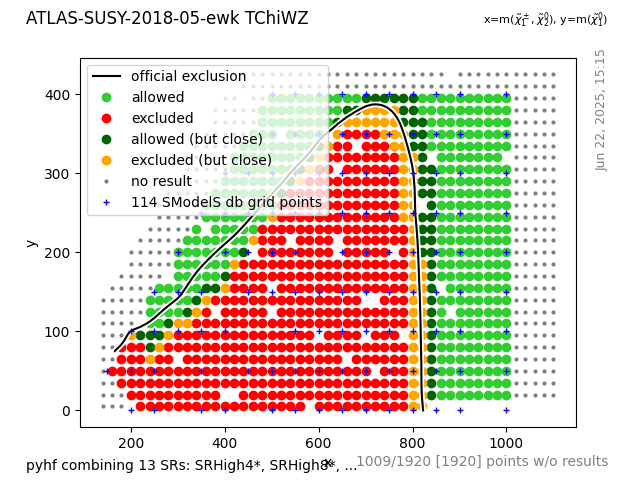 ATLAS-SUSY-2018-05-ewk TChiWZ
x=m(χ̃₁±, χ̃₂⁰), y=m(χ̃₁⁰)
Jun 22, 2025, 15:15
official exclusion
allowed
excluded
allowed (but close)
excluded (but close)
no result
114 SModelS db grid points
y
400
300
200
100
0
200 400 600 800 1000
x
pyhf combining 13 SRs: SRHigh4*, SRHigh8*, ...
1009/1920 [1920] points w/o results